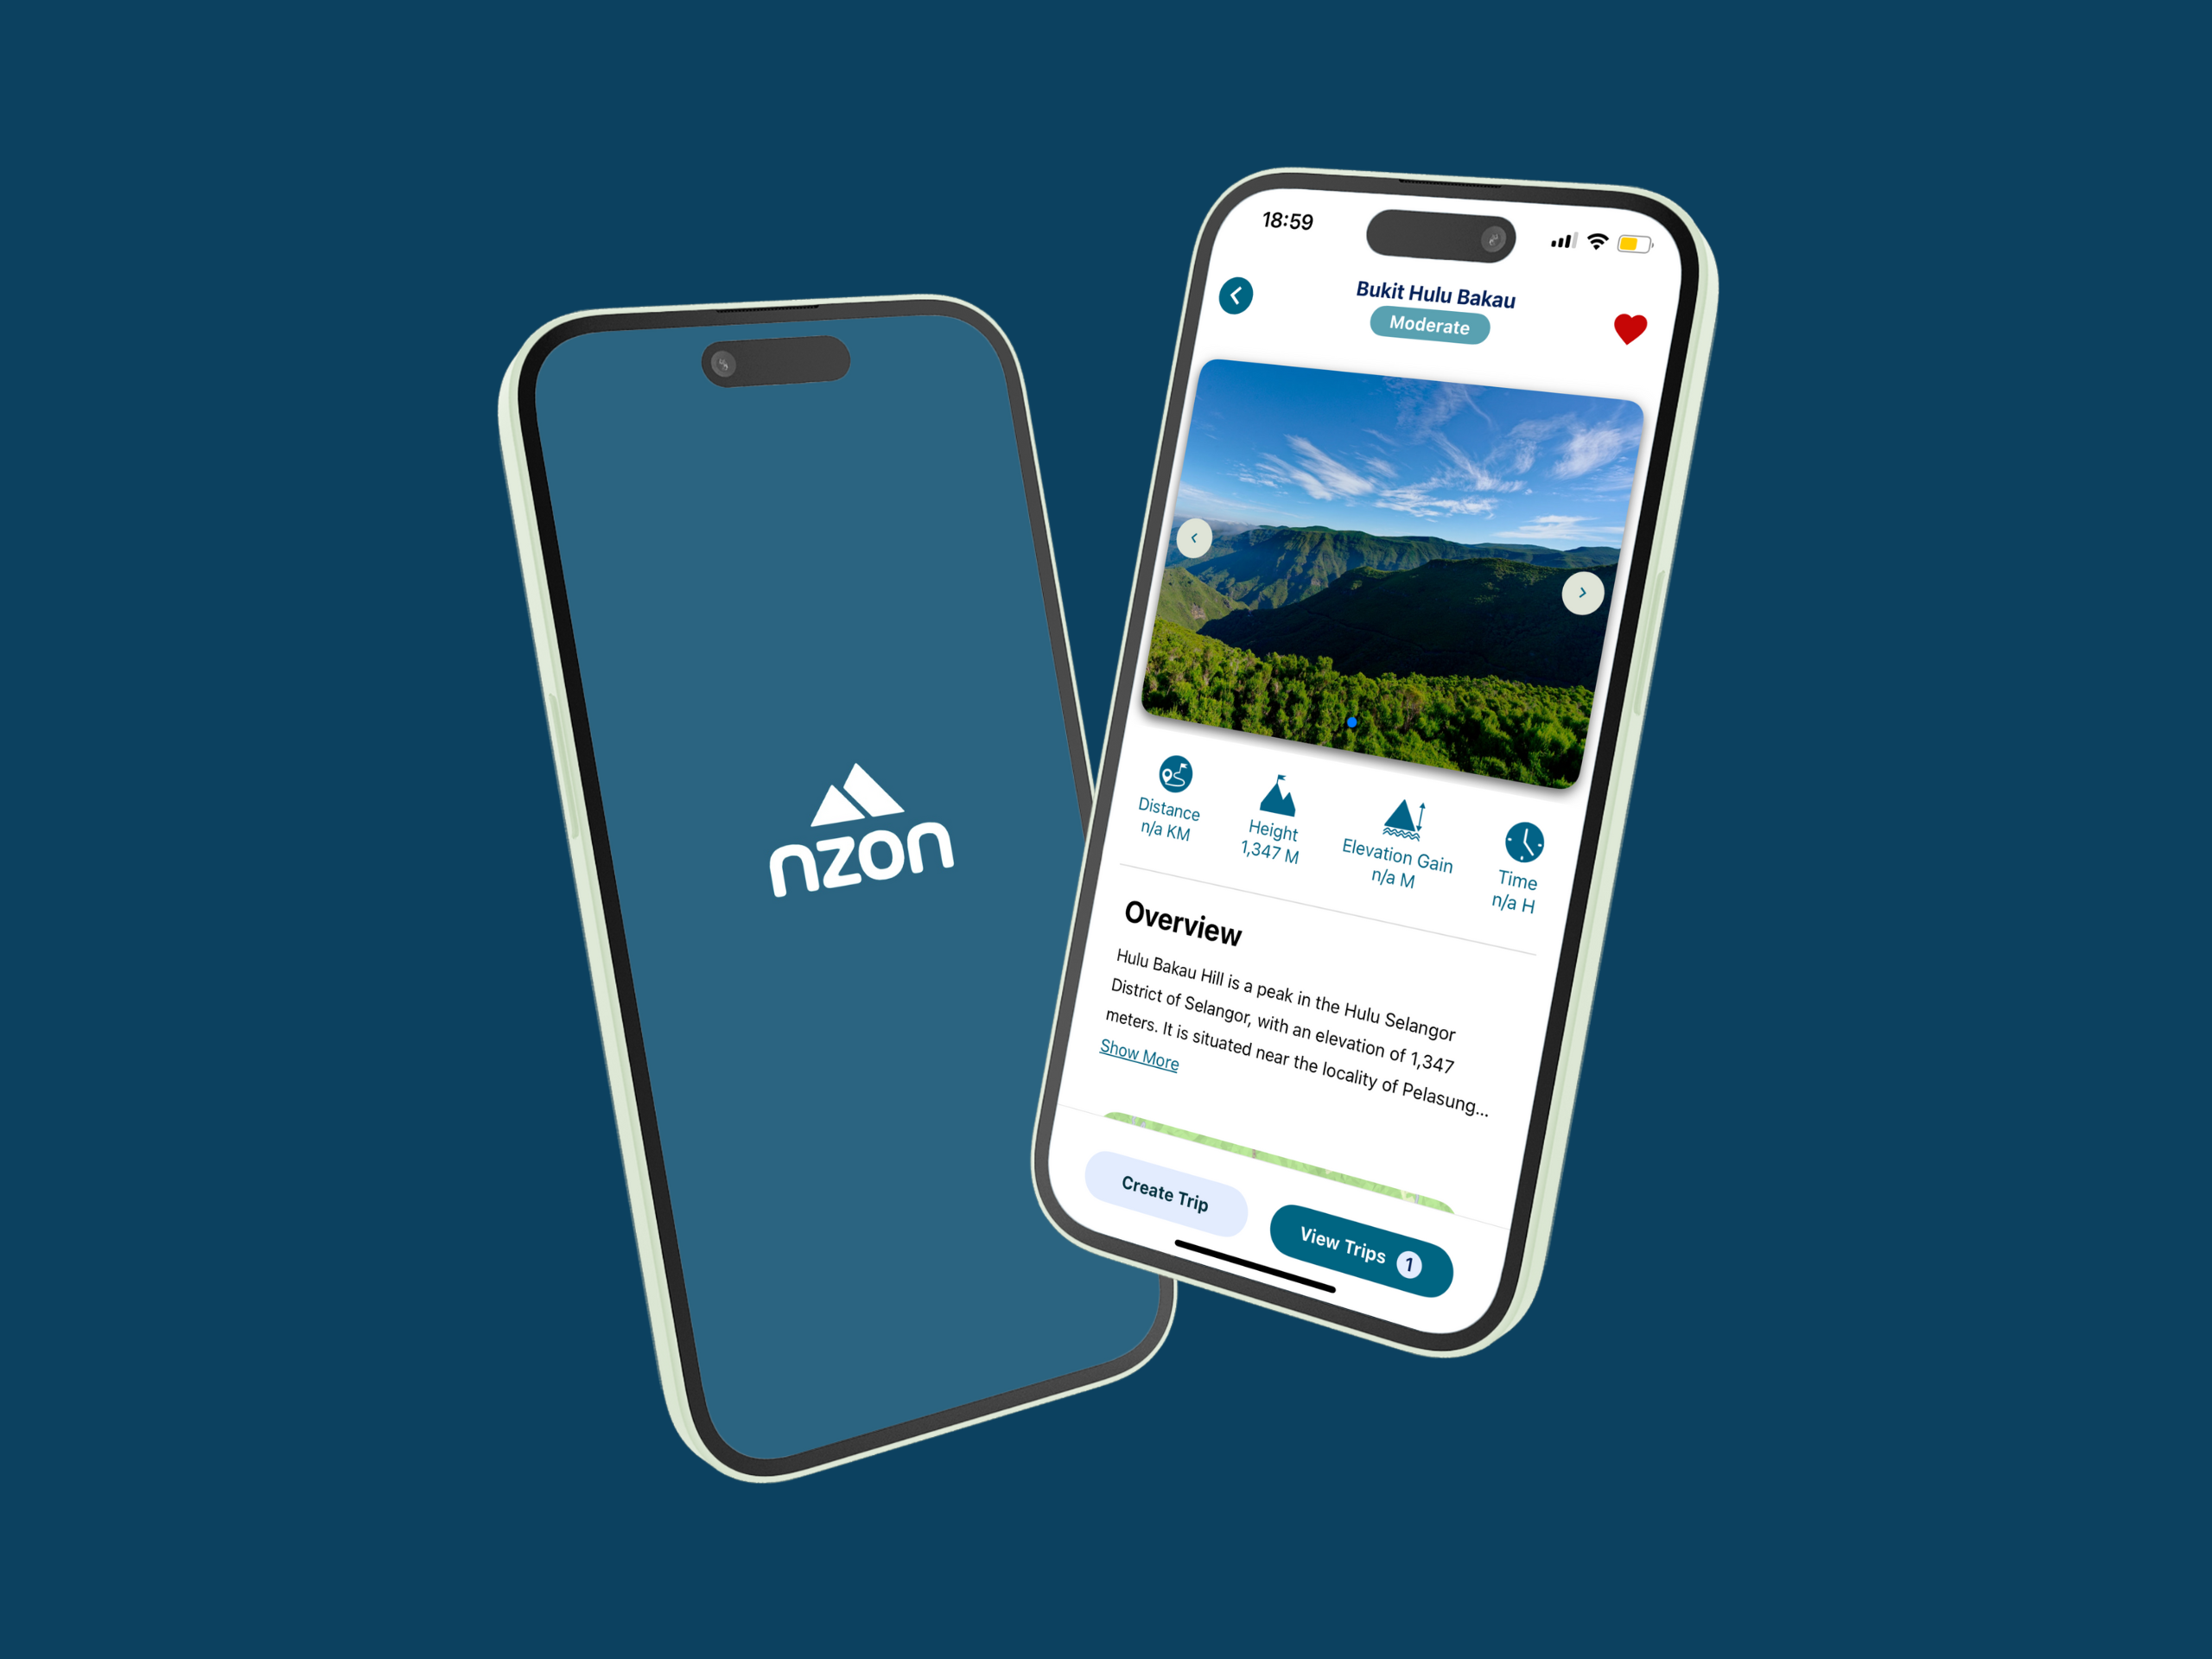 nzon
18:59
Bukit Hulu Bakau
Moderate
Distance
n/a KM
Height
1,347 M
Elevation Gain
n/a M
Time
n/a H
Overview
Hulu Bakau Hill is a peak in the Hulu Selangor
District of Selangor, with an elevation of 1,347
meters. It is situated near the locality of Pelasung...
Show More
Create Trip
View Trips 1